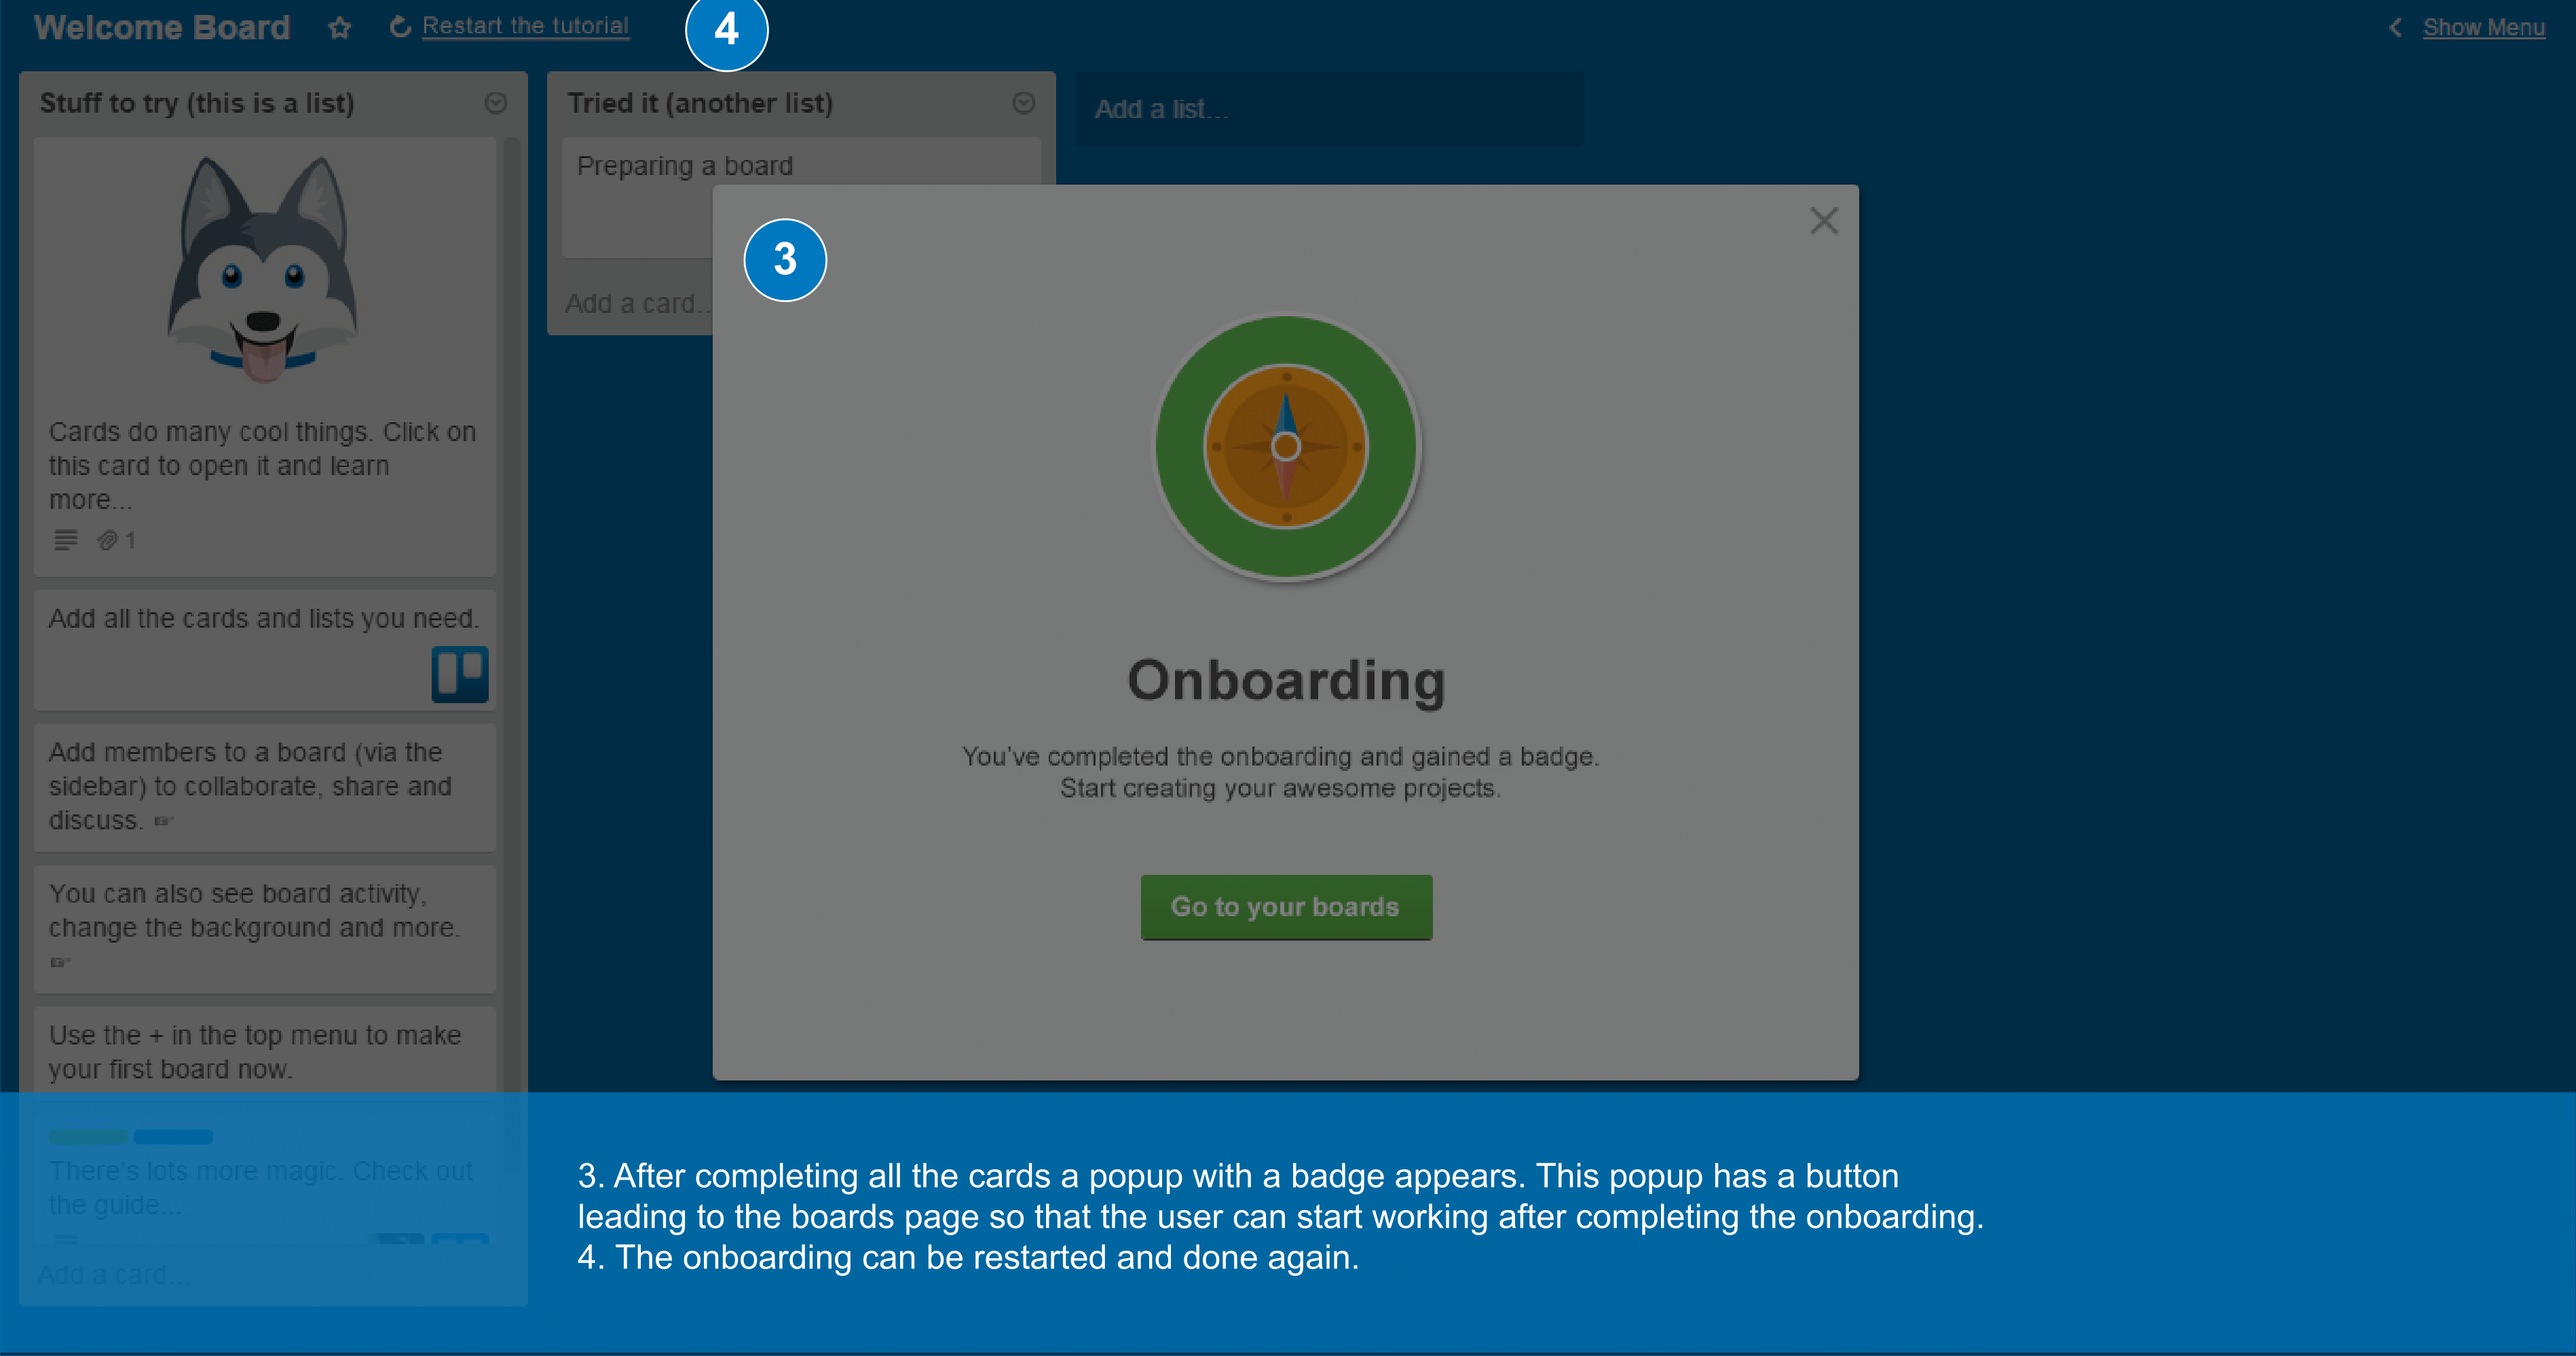 Welcome Board
Restart the tutorial
4
Show Menu
Stuff to try (this is a list)
Cards do many cool things. Click on
this card to open it and learn
more...
1
Add all the cards and lists you need.
Add members to a board (via the
sidebar) to collaborate, share and
discuss. ☞
You can also see board activity,
change the background and more.
☞
Use the + in the top menu to make
your first board now.
There's lots more magic. Check out
the guide...
Add a card...
Tried it (another list)
Preparing a board
Add a card..
Add a list...
3
Onboarding
You've completed the onboarding and gained a badge.
Start creating your awesome projects.
Go to your boards
3. After completing all the cards a popup with a badge appears. This popup has a button
leading to the boards page so that the user can start working after completing the onboarding.
4. The onboarding can be restarted and done again.